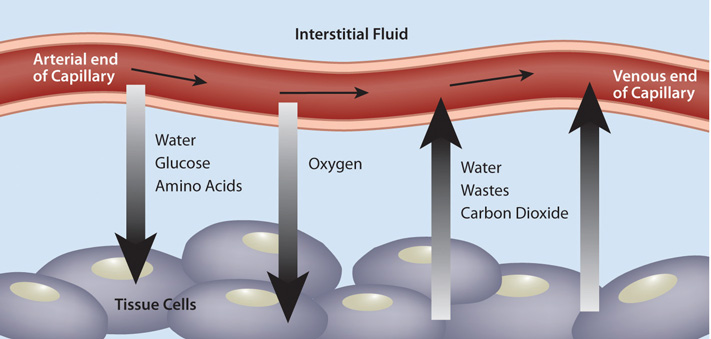 Interstitial Fluid
Arterial end
of Capillary
Venous end
of Capillary
Water
Glucose
Amino Acids
Oxygen
Water
Wastes
Carbon Dioxide
Tissue Cells